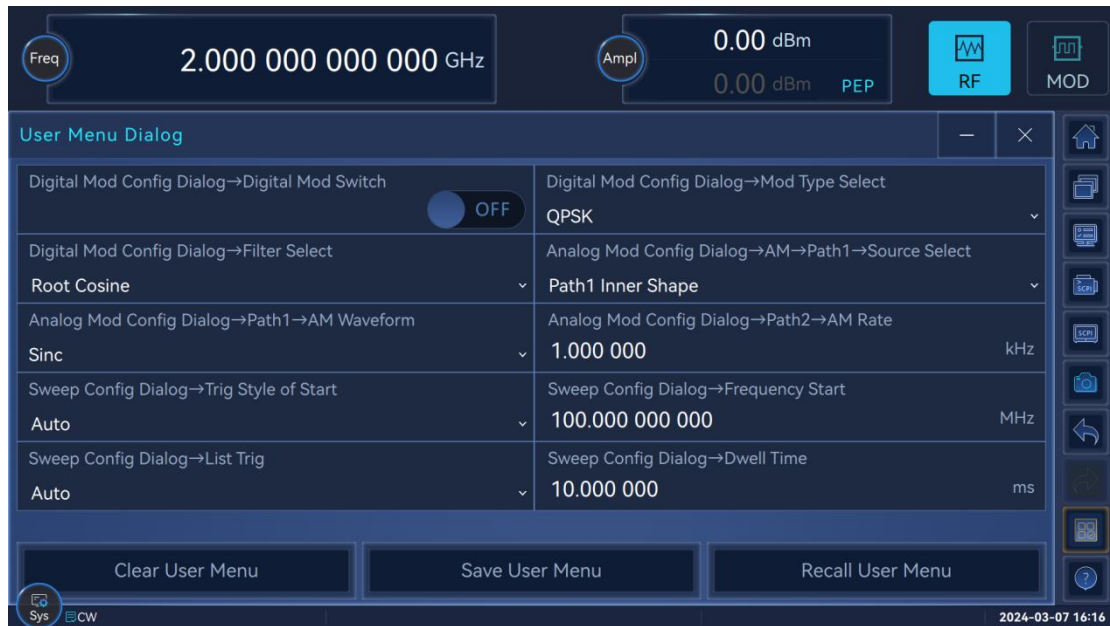 Freq 2.000 000 000 000 GHz
Ampl 0.00 dBm
0.00 dBm PEP
RF
MOD
User Menu Dialog
Digital Mod Config Dialog→Digital Mod Switch
OFF
Digital Mod Config Dialog→Mod Type Select
QPSK
Digital Mod Config Dialog→Filter Select
Root Cosine
Analog Mod Config Dialog→AM→Path1→Source Select
Path1 Inner Shape
Analog Mod Config Dialog→Path1→AM Waveform
Sinc
Analog Mod Config Dialog→Path2→AM Rate
1.000 000 kHz
Sweep Config Dialog→Trig Style of Start
Auto
Sweep Config Dialog→Frequency Start
100.000 000 000 MHz
Sweep Config Dialog→List Trig
Auto
Sweep Config Dialog→Dwell Time
10.000 000 ms
Clear User Menu
Save User Menu
Recall User Menu
SCPI
SCPI
?
Sys
CW
2024-03-07 16:16